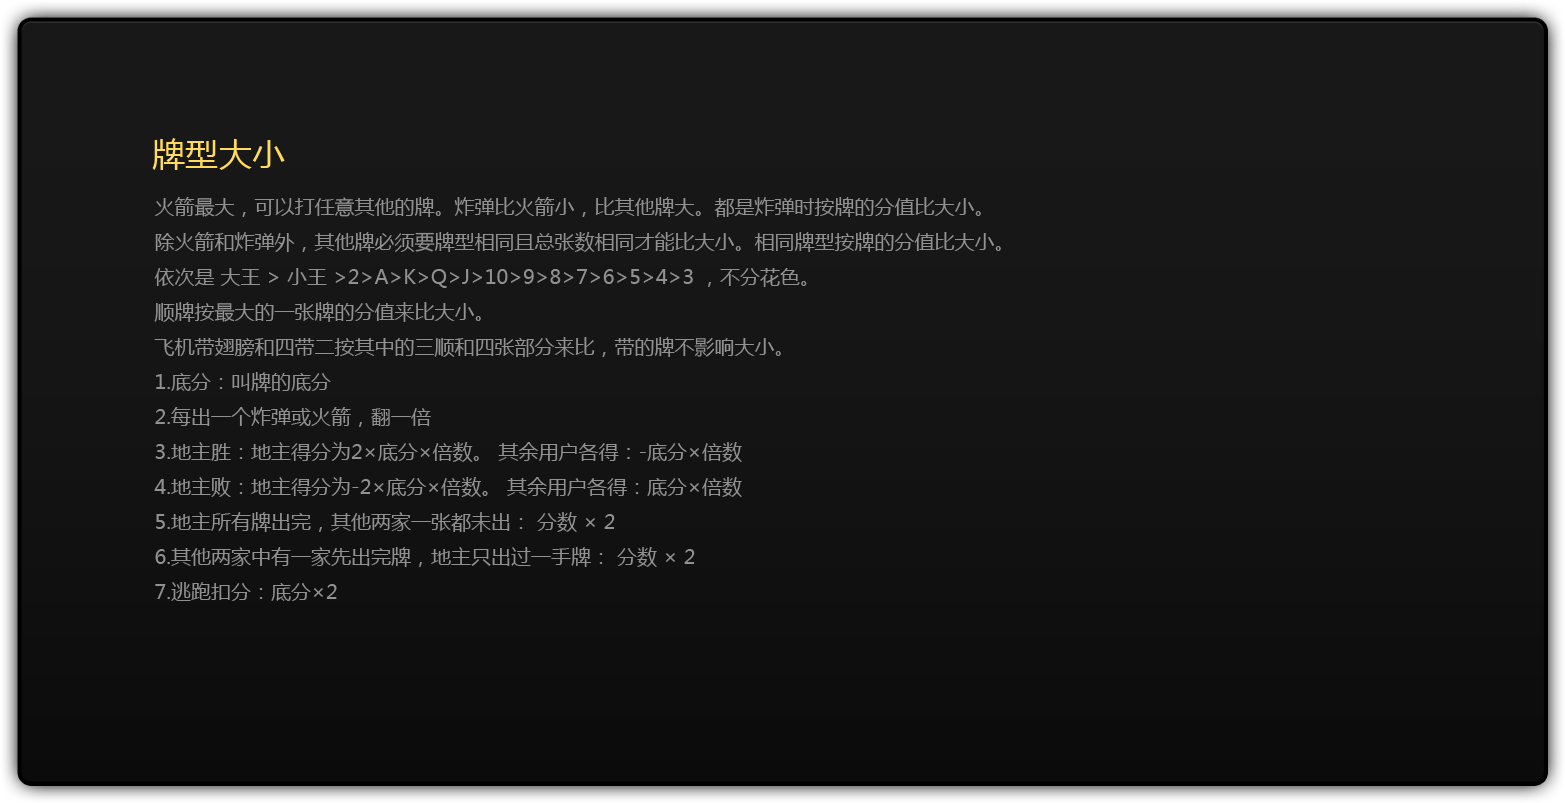 牌型大小
火箭最大，可以打任意其他的牌。炸弹比火箭小，比其他牌大。都是炸弹时按牌的分值比大小。
除火箭和炸弹外，其他牌必须要牌型相同且总张数相同才能比大小。相同牌型按牌的分值比大小。
依次是 大王 > 小王 >2>A>K>Q>J>10>9>8>7>6>5>4>3 ，不分花色。
顺牌按最大的一张牌的分值来比大小。
飞机带翅膀和四带二按其中的三顺和四张部分来比，带的牌不影响大小。
1.底分：叫牌的底分
2.每出一个炸弹或火箭，翻一倍
3.地主胜：地主得分为2×底分×倍数。 其余用户各得：-底分×倍数
4.地主败：地主得分为-2×底分×倍数。 其余用户各得：底分×倍数
5.地主所有牌出完，其他两家一张都未出： 分数 × 2
6.其他两家中有一家先出完牌，地主只出过一手牌： 分数 × 2
7.逃跑扣分：底分×2